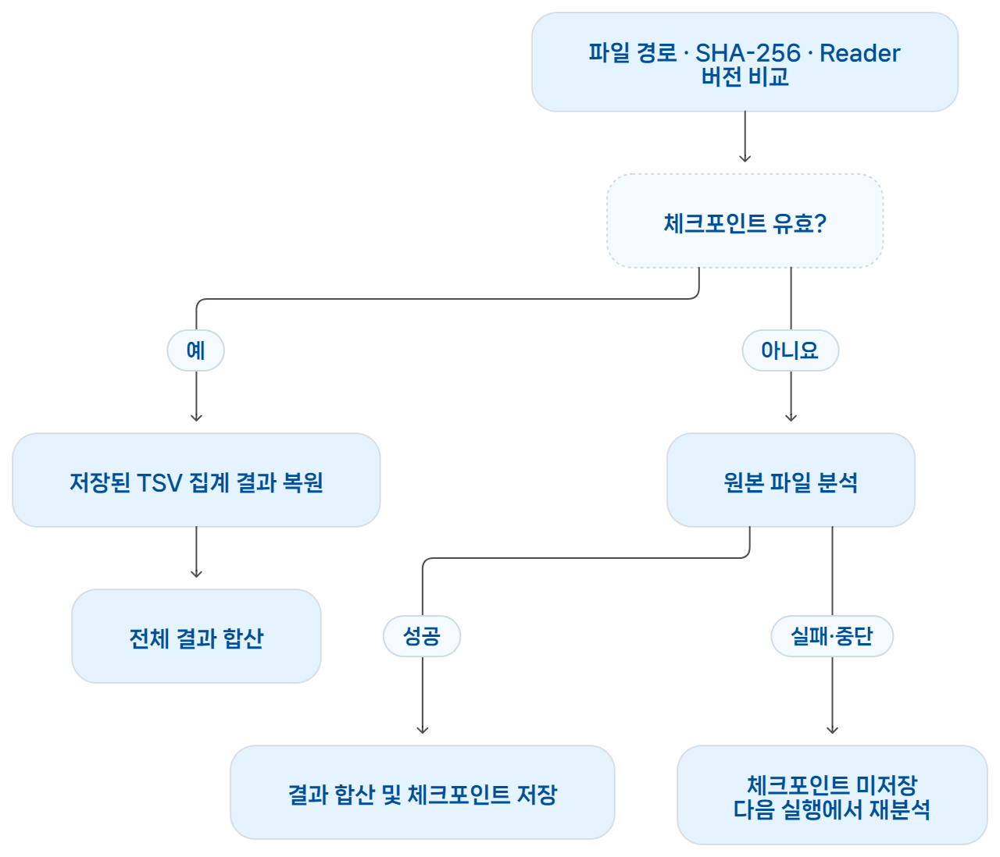 파일 경로 · SHA-256 · Reader
버전 비교
체크포인트 유효?
예
아니요
저장된 TSV 집계 결과 복원
원본 파일 분석
전체 결과 합산
성공
실패·중단
결과 합산 및 체크포인트 저장
체크포인트 미저장
다음 실행에서 재분석